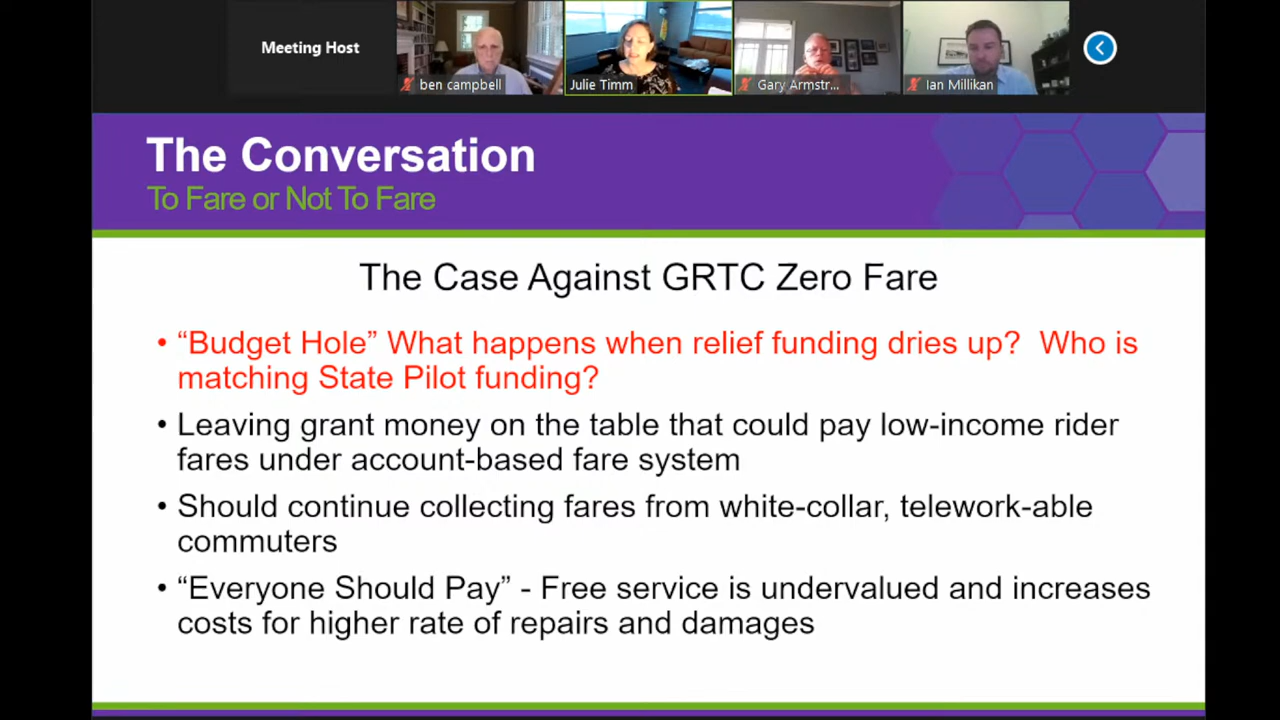 Meeting Host
ben campbell
Julie Timm
Gary Armstr...
Ian Millikan
The Conversation
To Fare or Not To Fare
The Case Against GRTC Zero Fare
• “Budget Hole” What happens when relief funding dries up?  Who is
matching State Pilot funding?
• Leaving grant money on the table that could pay low-income rider
fares under account-based fare system
• Should continue collecting fares from white-collar, telework-able
commuters
• “Everyone Should Pay” - Free service is undervalued and increases
costs for higher rate of repairs and damages